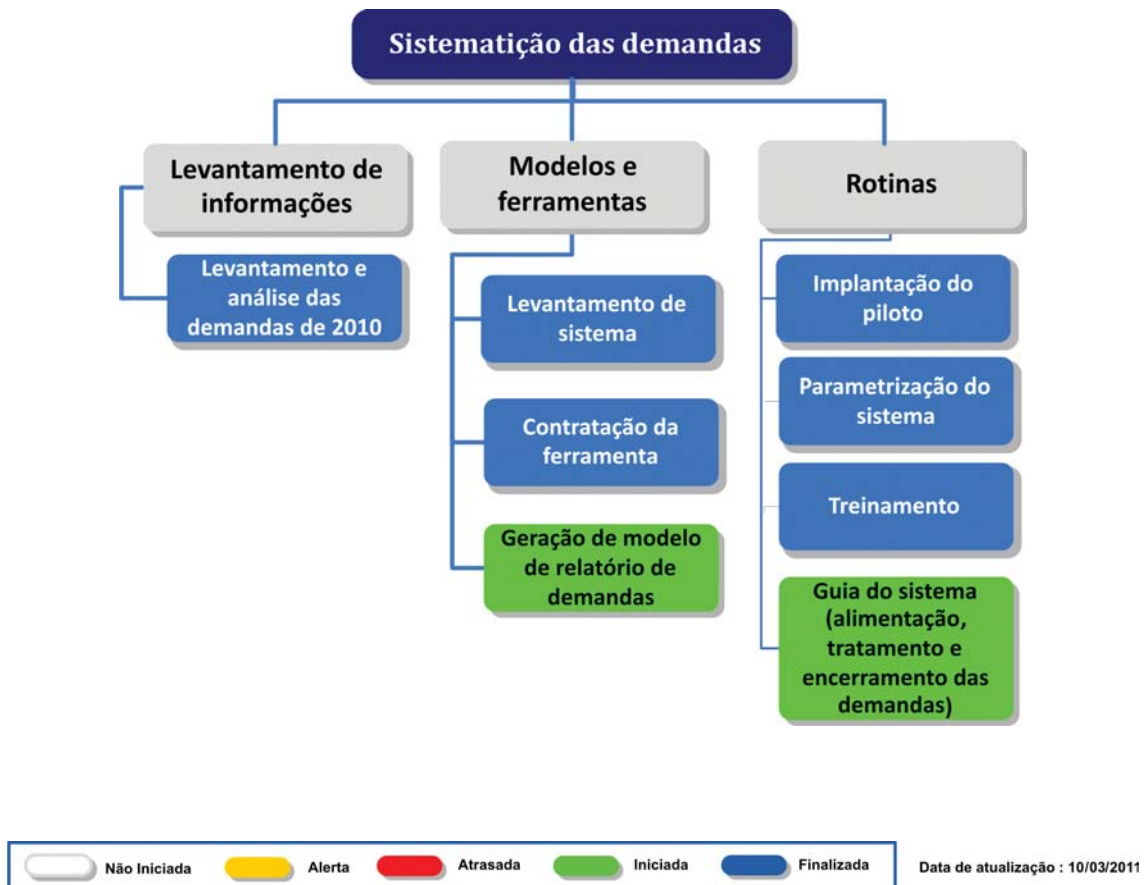 Sistematição das demandas
Levantamento de
informações
Levantamento e
análise das
demandas de 2010
Modelos e
ferramentas
Levantamento de
sistema
Contratação da
ferramenta
Geração de modelo
de relatório de
demandas
Rotinas
Implantação do
piloto
Parametrização do
sistema
Treinamento
Guia do sistema
(alimentação,
tratamento e
encerramento das
demandas)
Não Iniciada
Alerta
Atrasada
Iniciada
Finalizada
Data de atualização : 10/03/2011